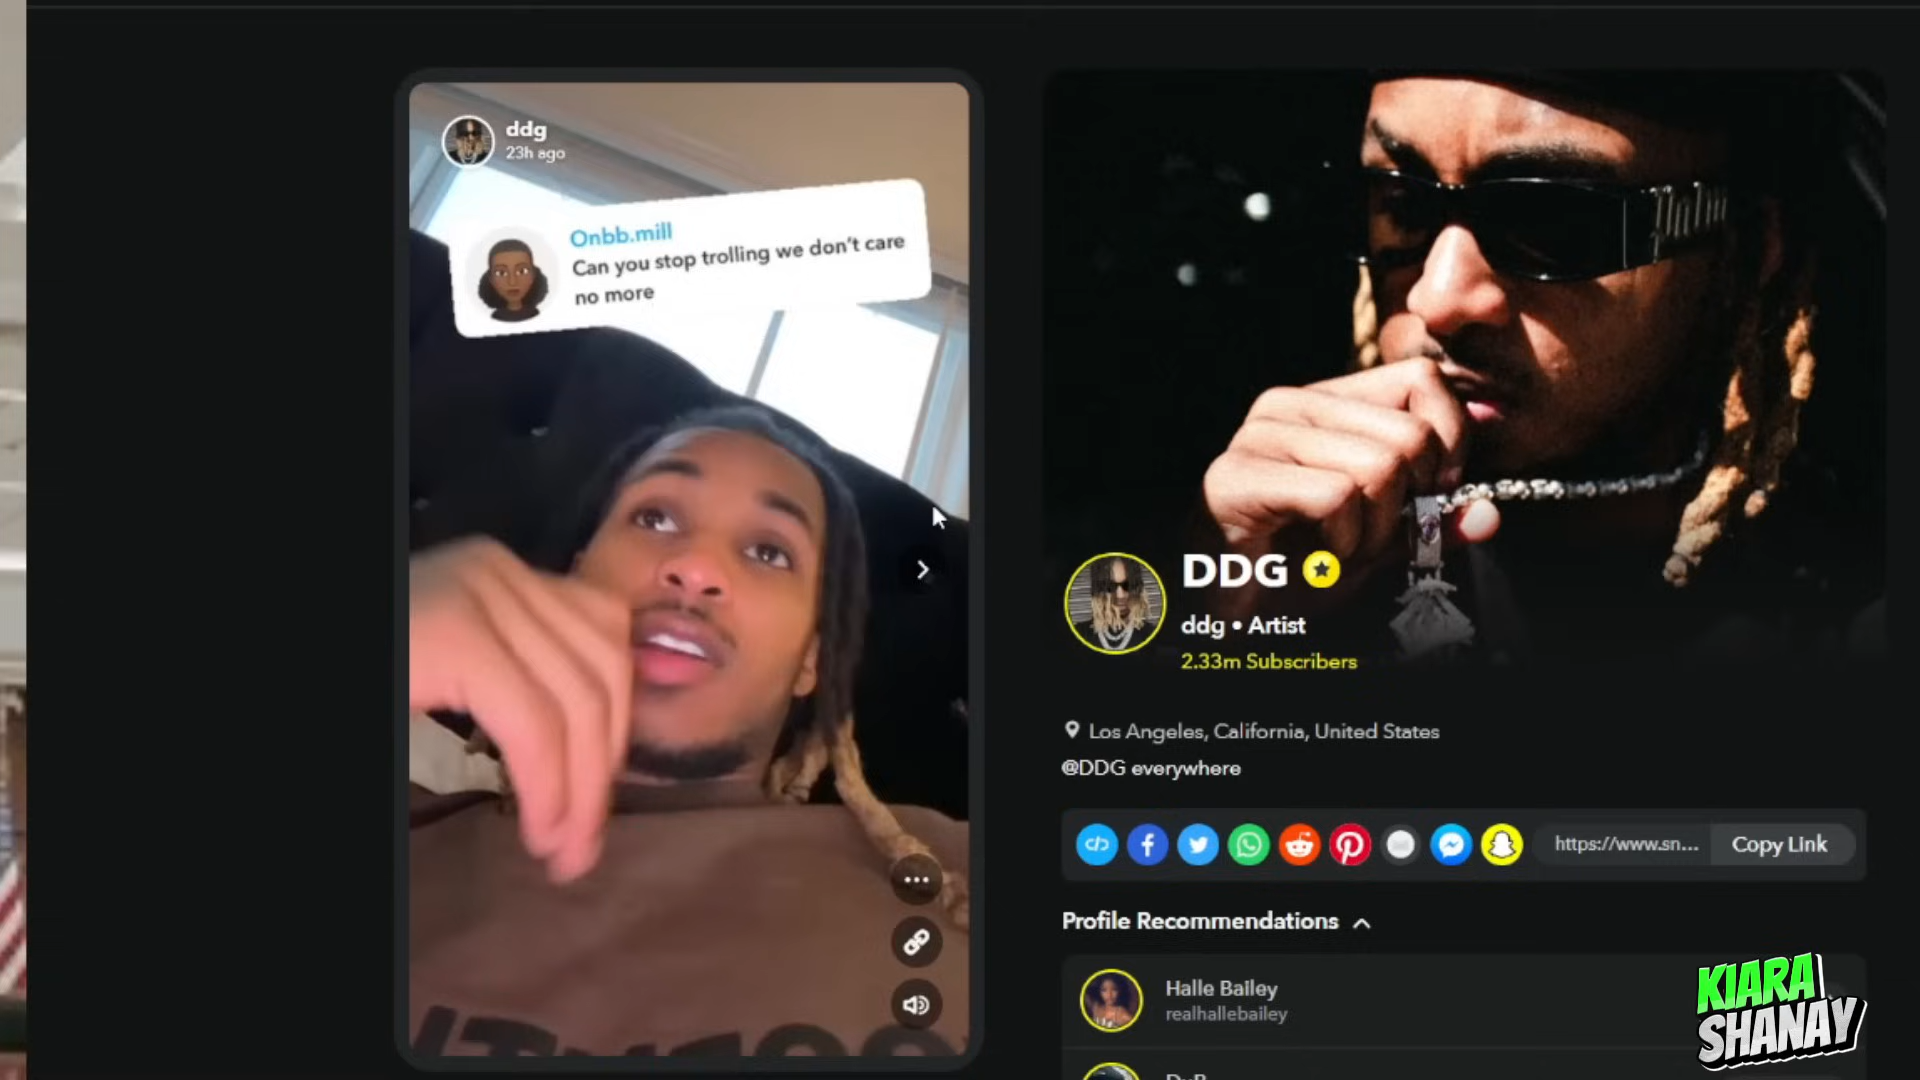 ddg
23h ago
Onbb.mill
Can you stop trolling we don't care
no more
DDG
ddg • Artist
2.33m Subscribers
Los Angeles, California, United States
@DDG everywhere
https://www.sn...
Copy Link
Profile Recommendations
Halle Bailey
realhallebailey
KIARA
SHANAY